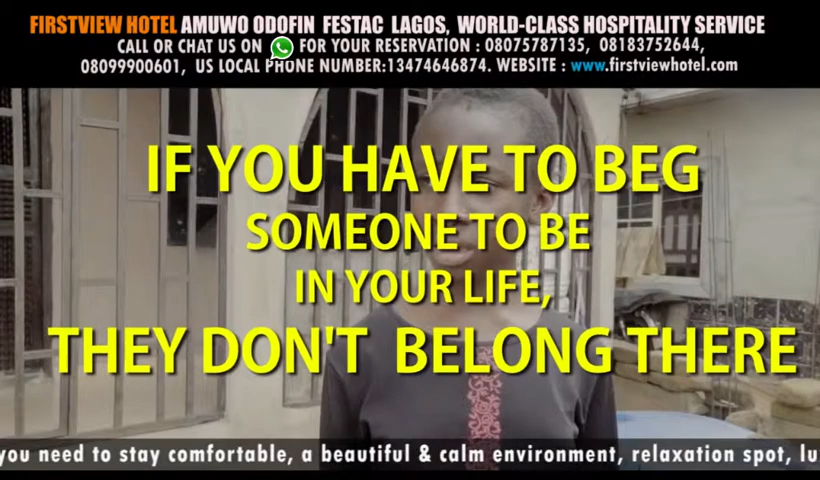 FIRSTVIEW HOTEL AMUWO ODOFIN FESTAC LAGOS, WORLD-CLASS HOSPITALITY SERVICE
CALL OR CHAT US ON FOR YOUR RESERVATION : 08075787135, 08183752644,
08099900601, US LOCAL PHONE NUMBER:13474646874. WEBSITE : www.firstviewhotel.com
IF YOU HAVE TO BEG
SOMEONE TO BE
IN YOUR LIFE,
THEY DON'T BELONG THERE
you need to stay comfortable, a beautiful & calm environment, relaxation spot,